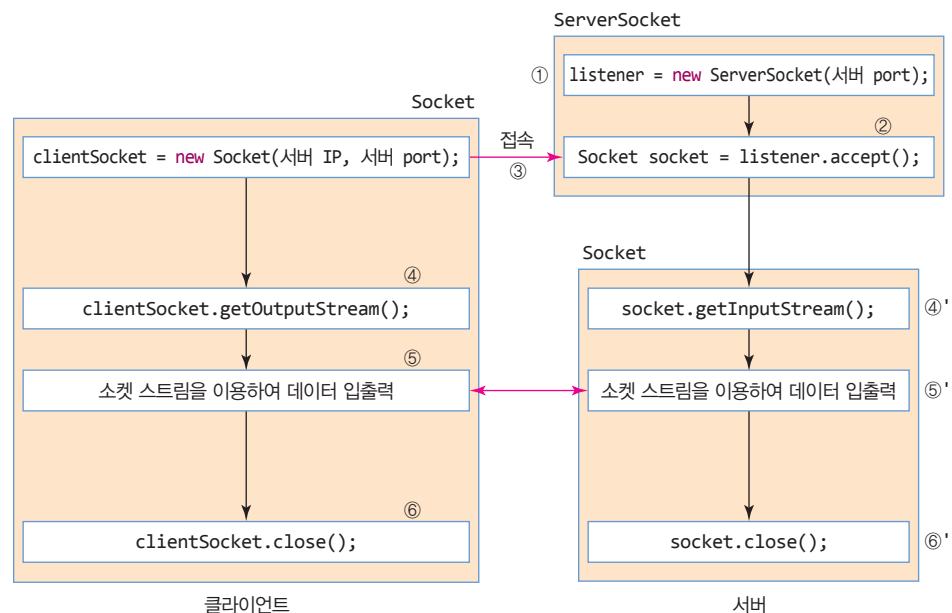 ServerSocket
① listener = new ServerSocket(서버 port);
②
Socket socket = listener.accept();
Socket
clientSocket = new Socket(서버 IP, 서버 port);
접속
③
④
clientSocket.getOutputStream();
⑤
소켓 스트림을 이용하여 데이터 입출력
⑥
clientSocket.close();
클라이언트
Socket
socket.getInputStream(); ④'
소켓 스트림을 이용하여 데이터 입출력 ⑤'
socket.close(); ⑥'
서버